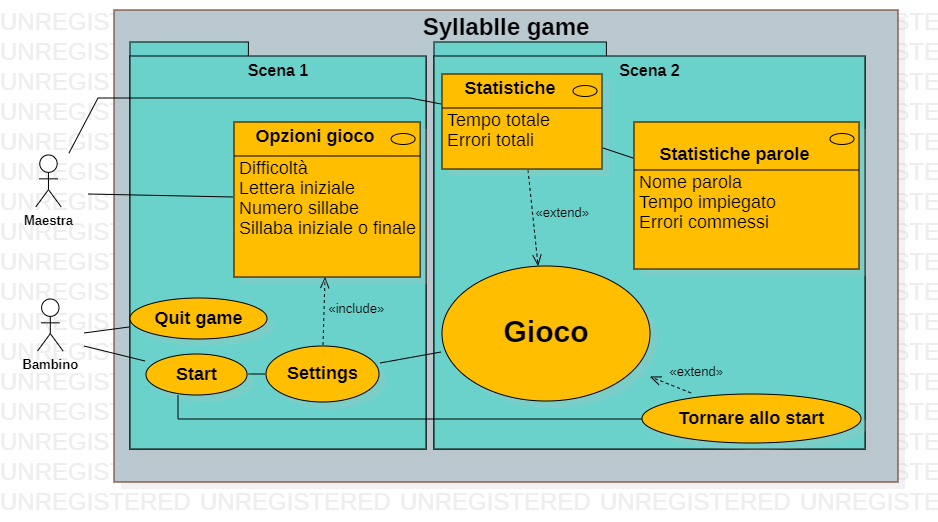 Syllablle game
Scena 1
Scena 2
Statistiche
Tempo totale
Errori totali
Opzioni gioco
Difficoltà
Lettera iniziale
Numero sillabe
Sillaba iniziale o finale
Statistiche parole
Nome parola
Tempo impiegato
Errori commessi
Maestra
«extend»
«include»
Quit game
Gioco
Bambino
Start
Settings
«extend»
Tornare allo start
UNREGISTERED UNREGISTERED UNREGISTERED UNREGISTERED UNREGISTE